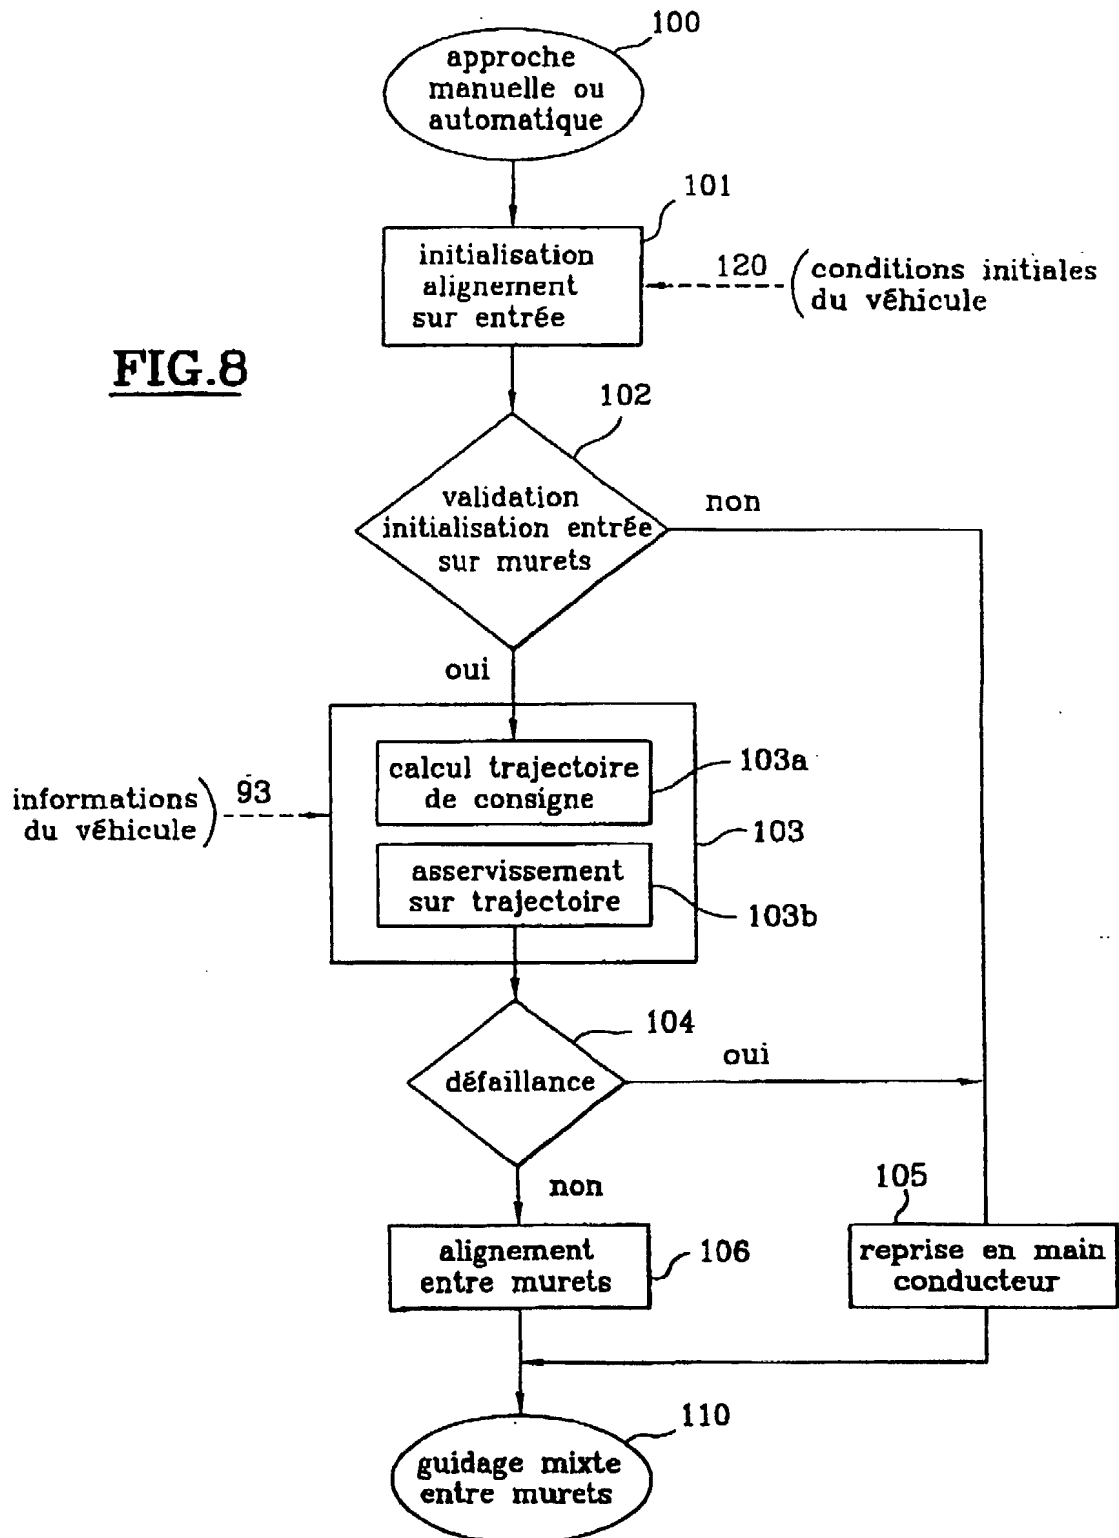 100
approche
manuelle ou
automatique
101
initialisation
alignement
sur entrée
120
conditions initiales
du véhicule
FIG.8
102
validation
initialisation entrée
sur murets
non
oui
calcul trajectoire
de consigne
103a
informations
du véhicule
93
103
asservissement
sur trajectoire
103b
104
défaillance
oui
non
105
alignement
entre murets
106
reprise en main
conducteur
110
guidage mixte
entre murets